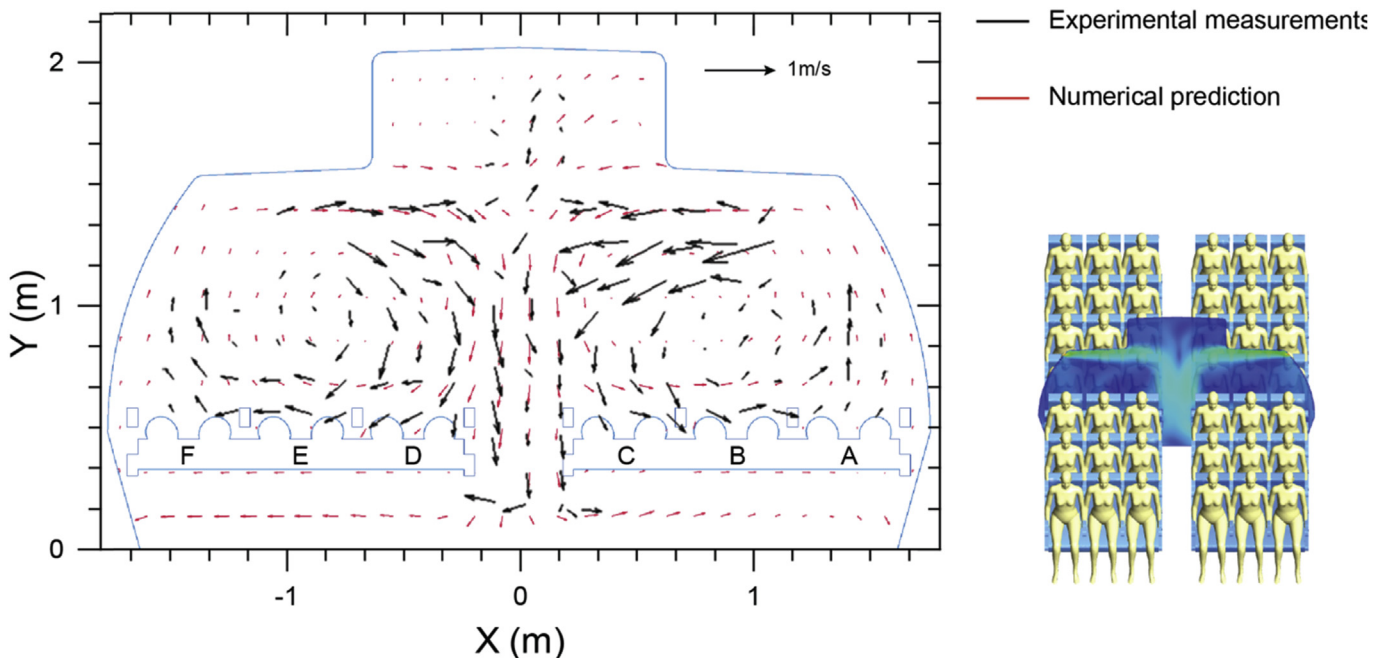 Experimental measurements
Numerical prediction
1m/s
2
1
0
Y (m)
F E D C B A
-1 0 1
X (m)